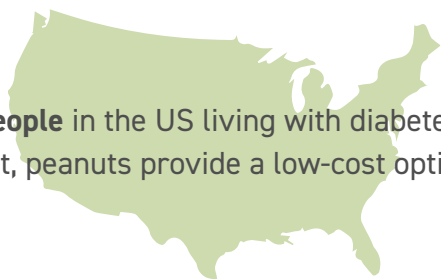 eople in the US living with diabete
t, peanuts provide a low-cost opti